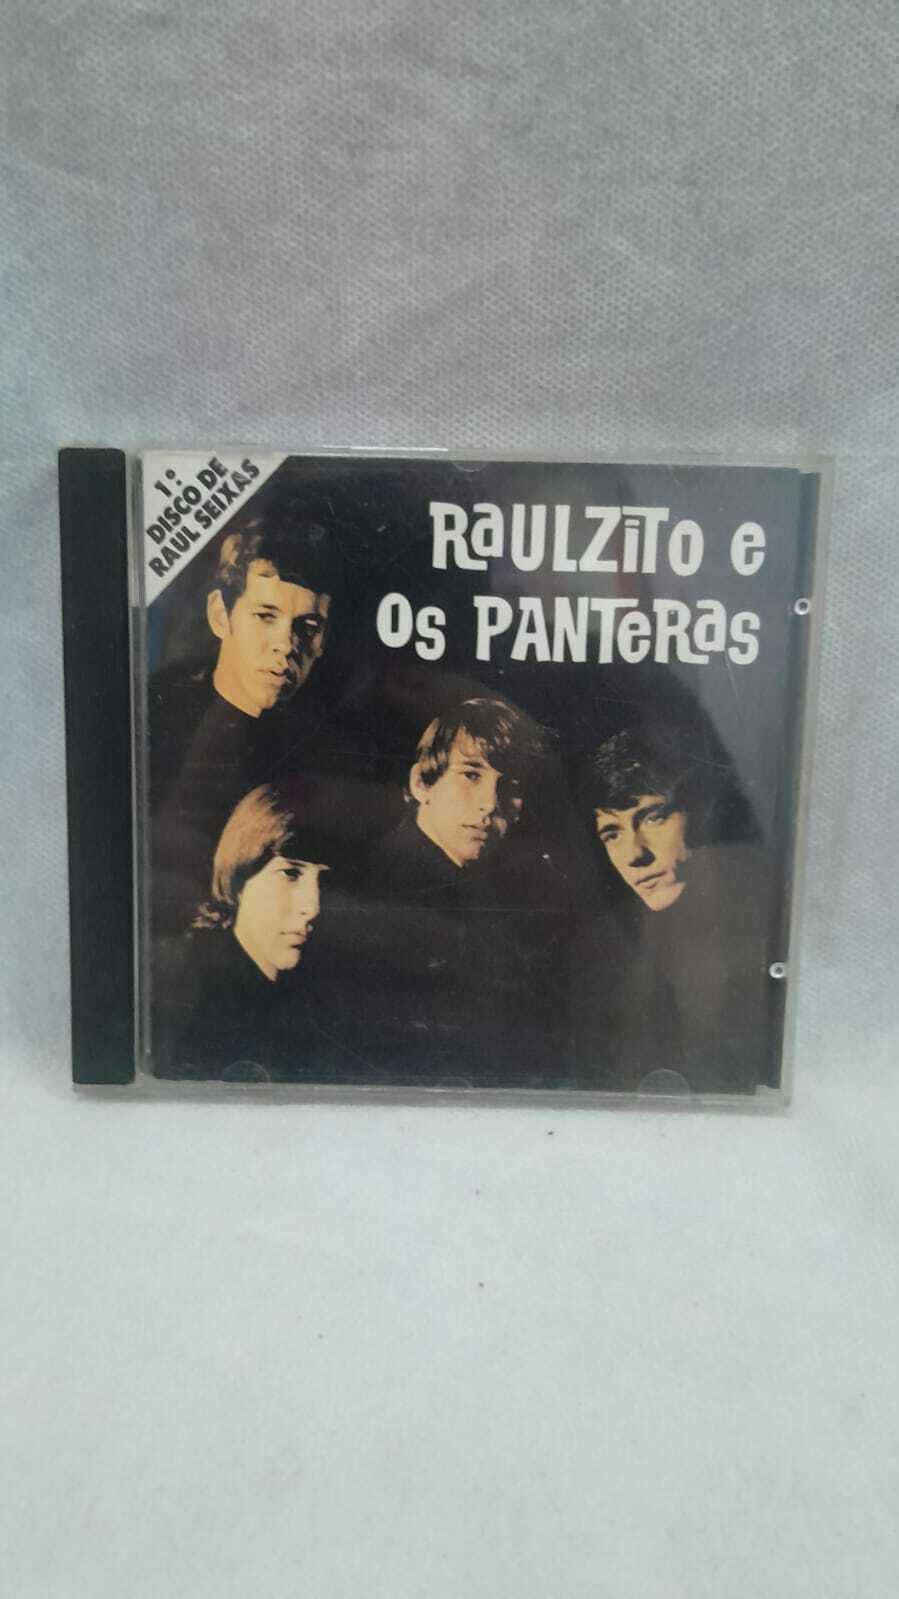 1º
DISCO DE
RAUL SEIXAS
RAULZITO e
OS PANTERAS